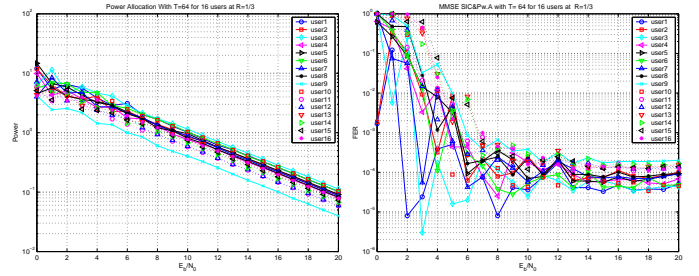 Power Allocation With T=64 for 16 users at R=1/3
10²
10¹
10⁰
10⁻¹
10⁻²
Power
0 2 4 6 8 10 12 14 16 18 20
E_b/N_0
user1
user2
user3
user4
user5
user6
user7
user8
user9
user10
user11
user12
user13
user14
user15
user16
MMSE SIC&Pw.A with T=64 for 16 users at R=1/3
10⁰
10⁻¹
10⁻²
10⁻³
10⁻⁴
10⁻⁵
10⁻⁶
FER
0 2 4 6 8 10 12 14 16 18 20
E_b/N_0
user1
user2
user3
user4
user5
user6
user7
user8
user9
user10
user11
user12
user13
user14
user15
user16